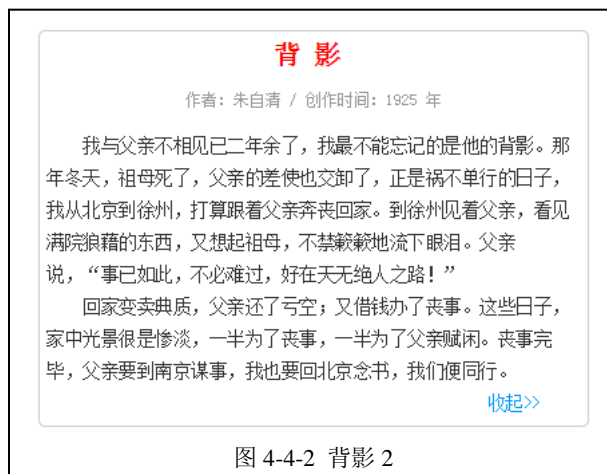 背 影
作者：朱自清 / 创作时间：1925 年
我与父亲不相见已二年余了，我最不能忘记的是他的背影。那
年冬天，祖母死了，父亲的差使也交卸了，正是祸不单行的日子，
我从北京到徐州，打算跟着父亲奔丧回家。到徐州见着父亲，看见
满院狼藉的东西，又想起祖母，不禁簌簌地流下眼泪。父亲
说，“事已如此，不必难过，好在天无绝人之路！”
回家变卖典质，父亲还了亏空；又借钱办了丧事。这些日子，
家中光景很是惨淡，一半为了丧事，一半为了父亲赋闲。丧事完
毕，父亲要到南京谋事，我也要回北京念书，我们便同行。
收起>>
图 4-4-2 背影 2